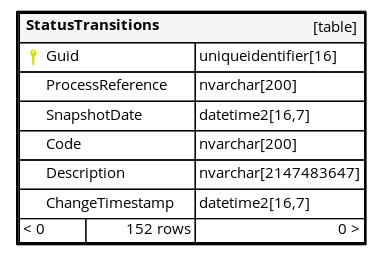 StatusTransitions [table]
Guid uniqueidentifier[16]
ProcessReference nvarchar[200]
SnapshotDate datetime2[16,7]
Code nvarchar[200]
Description nvarchar[2147483647]
ChangeTimestamp datetime2[16,7]
< 0 152 rows 0 >